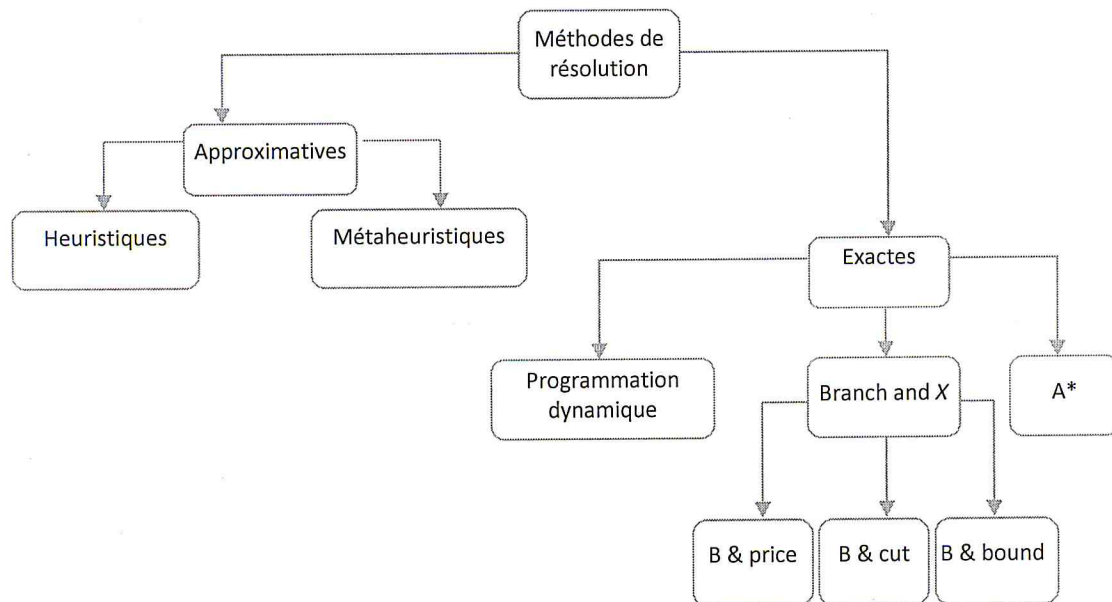 Méthodes de
résolution
Approximatives
Heuristiques
Métaheuristiques
Exactes
Programmation
dynamique
Branch and X
A*
B & price
B & cut
B & bound